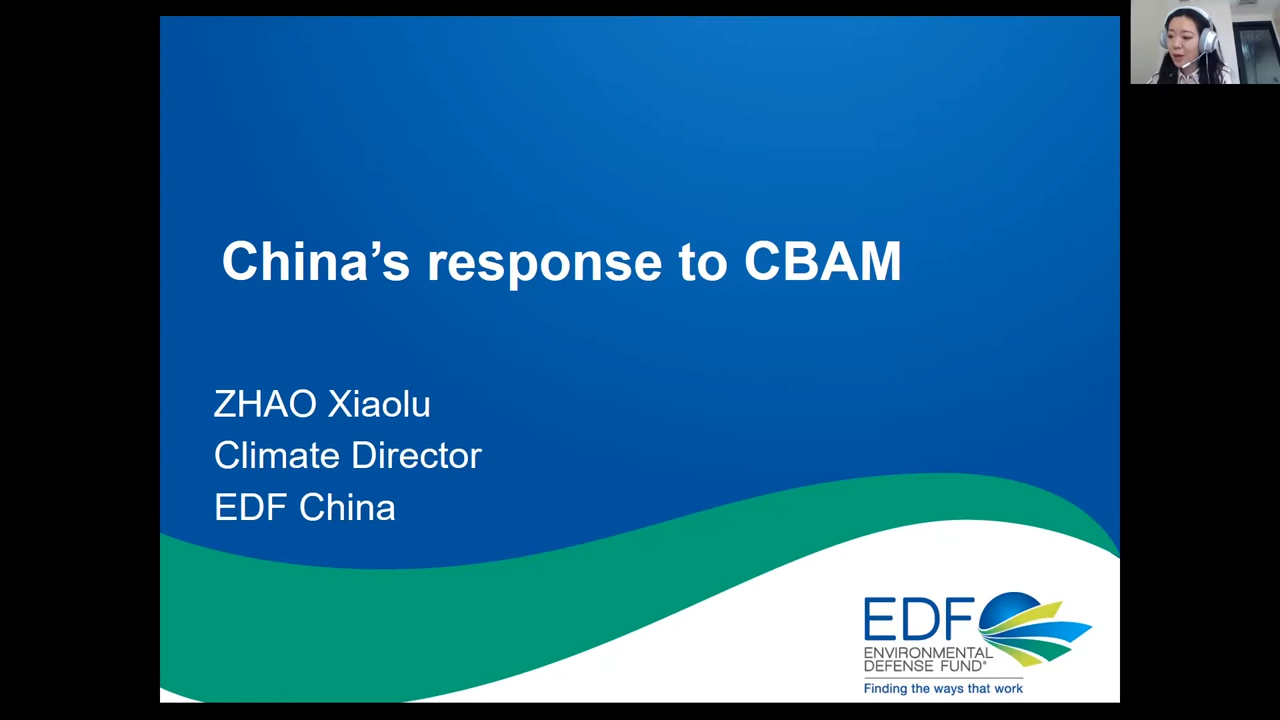 China’s response to CBAM
ZHAO Xiaolu
Climate Director
EDF China
EDF
ENVIRONMENTAL
DEFENSE FUND®
Finding the ways that work